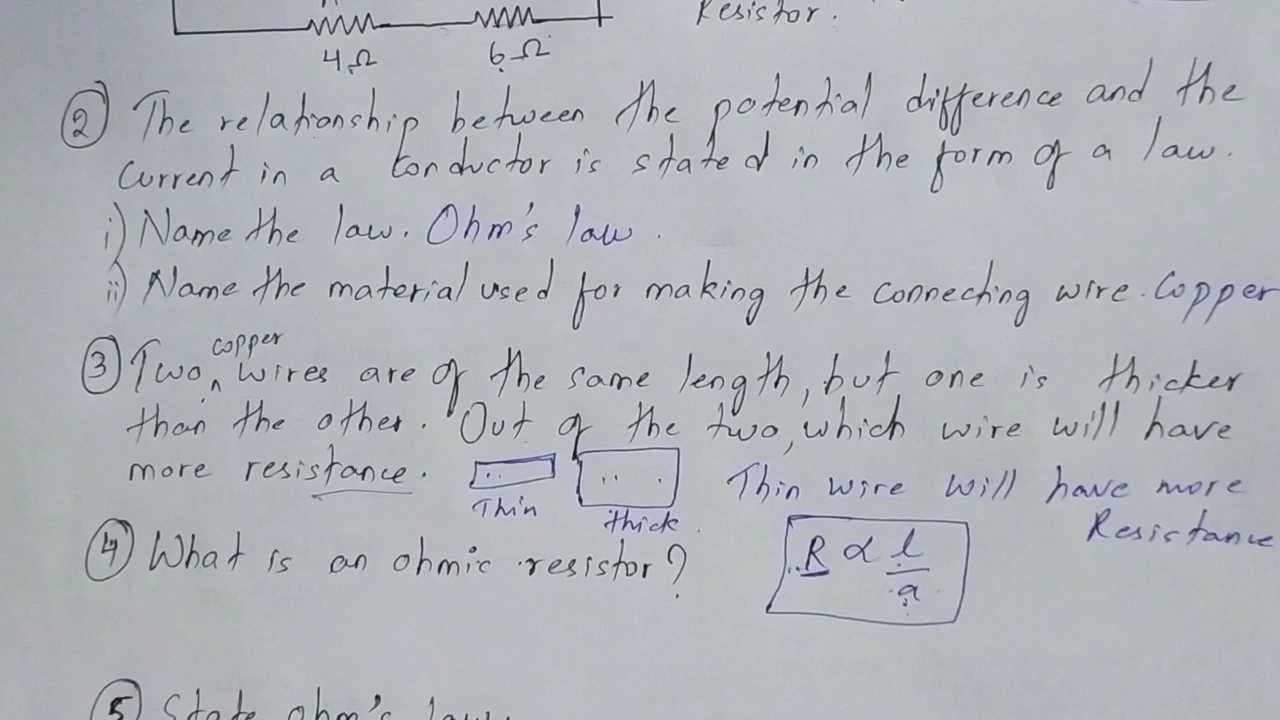 Resistor.
4Ω 6Ω
② The relationship between the potential difference and the
current in a conductor is stated in the form of a law.
i) Name the law. Ohm's law.
ii) Name the material used for making the connecting wire. Copper
③ Two copper wires are of the same length, but one is thicker
than the other. Out of the two, which wire will have
more resistance. Thin wire will have more
Thin thick Resistance
④ What is an ohmic resistor? R ∝ l/a
⑤ State ohm's law.